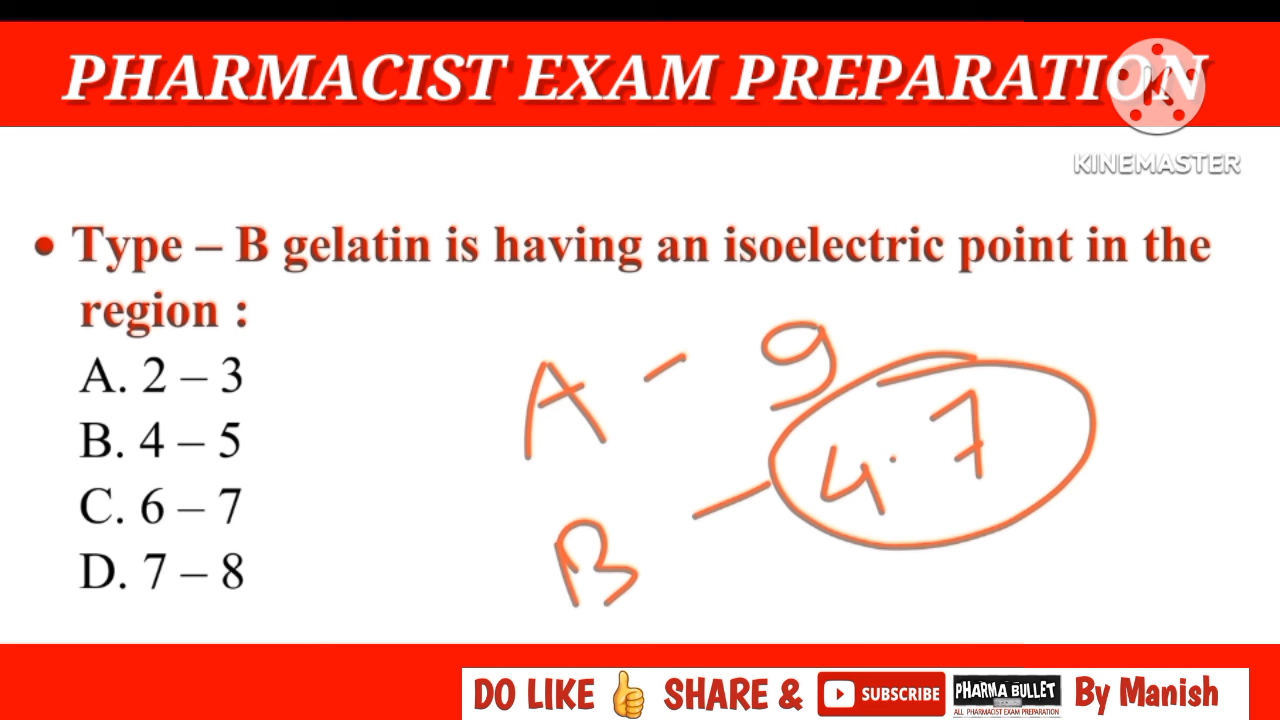 PHARMACIST EXAM PREPARATION
K
KINEMASTER
• Type – B gelatin is having an isoelectric point in the
region :
A. 2 – 3
B. 4 – 5
C. 6 – 7
D. 7 – 8
A - 9
B - 4.7
DO LIKE 👍 SHARE & SUBSCRIBE PHARMA BULLET By Manish
ALL PHARMACIST EXAM PREPARATION